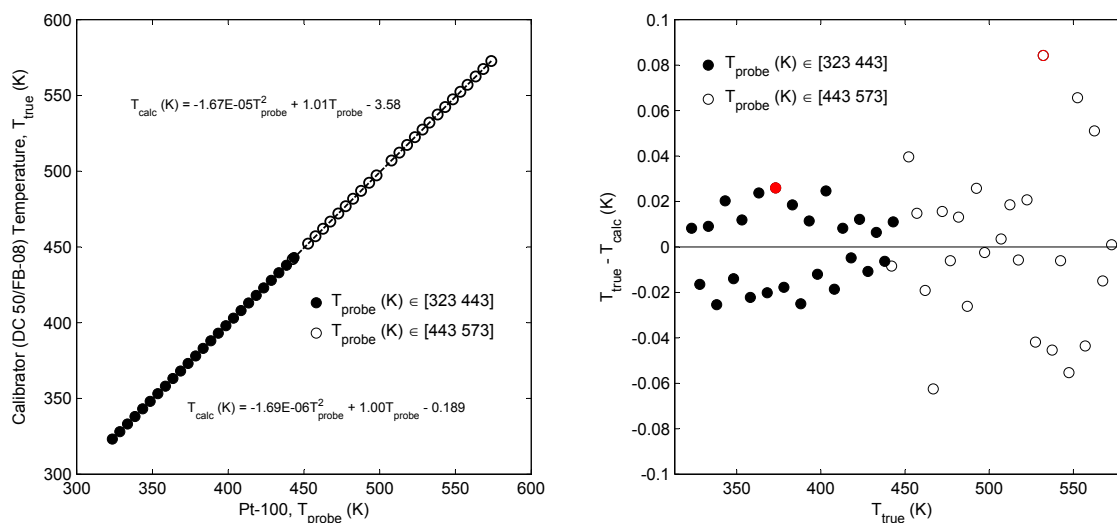 600
550
500
450
400
350
300
300 350 400 450 500 550 600
Calibrator (DC 50/FB-08) Temperature, T_true (K)
Pt-100, T_probe (K)
T_calc (K) = -1.67E-05T²_probe + 1.01T_probe - 3.58
T_probe (K) ∈ [323 443]
T_probe (K) ∈ [443 573]
T_calc (K) = -1.69E-06T²_probe + 1.00T_probe - 0.189
0.1
0.08
0.06
0.04
0.02
0
-0.02
-0.04
-0.06
-0.08
-0.1
350 400 450 500 550
T_true - T_calc (K)
T_true (K)
T_probe (K) ∈ [323 443]
T_probe (K) ∈ [443 573]